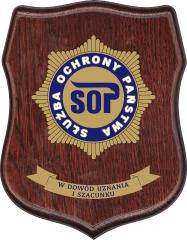 SŁUŻBA OCHRONY PAŃSTWA
SOP
W DOWÓD UZNANIA
I SZACUNKU